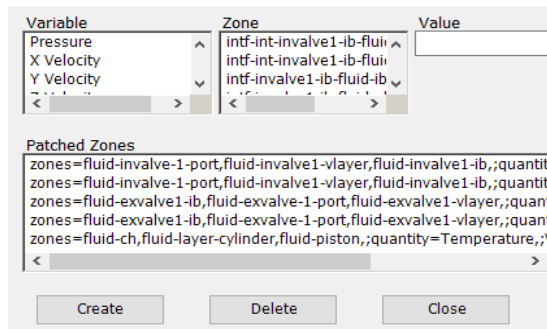 Variable
Zone
Value
Pressure
X Velocity
Y Velocity
intf-int-invalve1-ib-fluid
intf-int-invalve1-ib-fluid
intf-invalve1-ib-fluid-ib
Patched Zones
zones=fluid-invalve-1-port,fluid-invalve1-vlayer,fluid-invalve1-ib,;quantit
zones=fluid-invalve-1-port,fluid-invalve1-vlayer,fluid-invalve1-ib,;quantit
zones=fluid-exvalve1-ib,fluid-exvalve-1-port,fluid-exvalve1-vlayer,;quan
zones=fluid-exvalve1-ib,fluid-exvalve-1-port,fluid-exvalve1-vlayer,;quan
zones=fluid-ch,fluid-layer-cylinder,fluid-piston,;quantity=Temperature,;
Create
Delete
Close